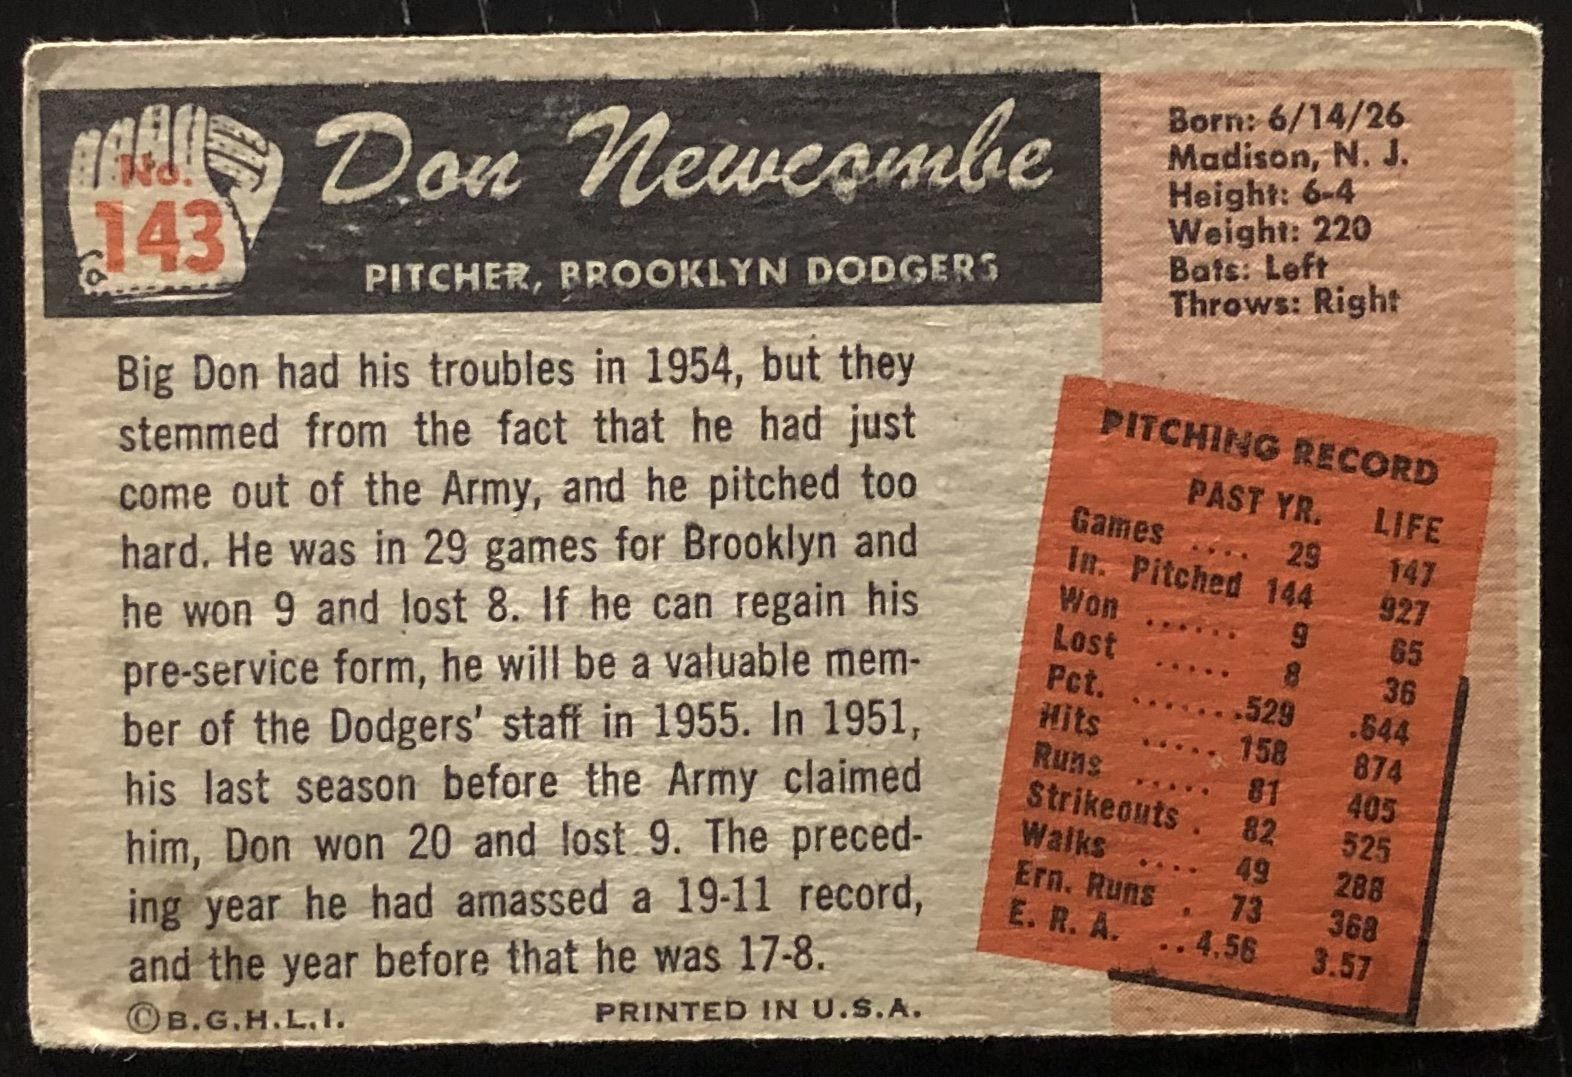 No.
143
Don Newcombe
PITCHER, BROOKLYN DODGERS
Born: 6/14/26
Madison, N. J.
Height: 6-4
Weight: 220
Bats: Left
Throws: Right
Big Don had his troubles in 1954, but they
stemmed from the fact that he had just
come out of the Army, and he pitched too
hard. He was in 29 games for Brooklyn and
he won 9 and lost 8. If he can regain his
pre-service form, he will be a valuable mem-
ber of the Dodgers' staff in 1955. In 1951,
his last season before the Army claimed
him, Don won 20 and lost 9. The preced-
ing year he had amassed a 19-11 record,
and the year before that he was 17-8.
©B.G.H.L.I.
PRINTED IN U.S.A.
PITCHING RECORD
PAST YR. LIFE
Games .... 29 147
In. Pitched 144 927
Won ...... 9 65
Lost ..... 8 36
Pct. .......529 .644
Hits ..... 158 874
Runs ..... 81 405
Strikeouts . 82 525
Walks .... 49 288
Ern. Runs . 73 368
E. R. A. ..4.56 3.57